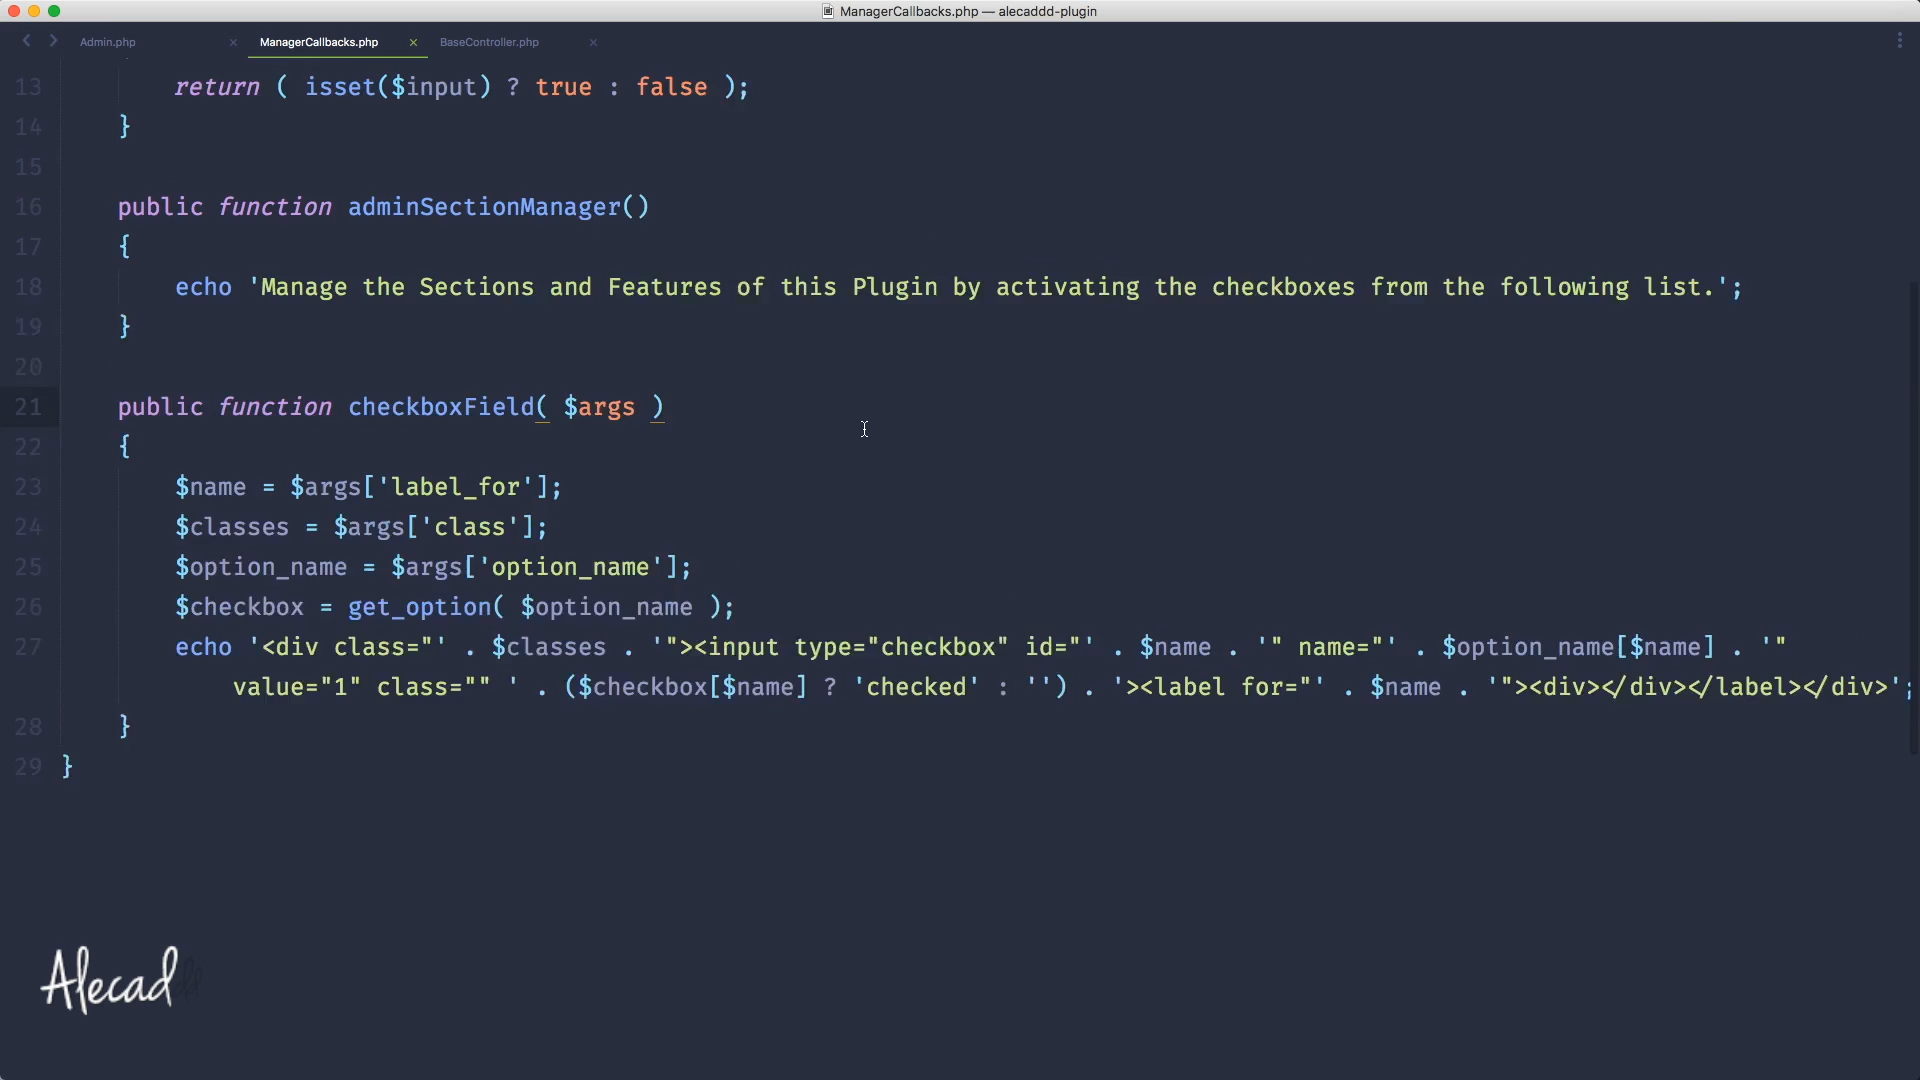 ManagerCallbacks.php — alecaddd-plugin
Admin.php × ManagerCallbacks.php × BaseController.php ×
13 return ( isset($input) ? true : false );
14 }
15
16 public function adminSectionManager()
17 {
18 echo 'Manage the Sections and Features of this Plugin by activating the checkboxes from the following list.';
19 }
20
21 public function checkboxField( $args )
22 {
23 $name = $args['label_for'];
24 $classes = $args['class'];
25 $option_name = $args['option_name'];
26 $checkbox = get_option( $option_name );
27 echo '<div class="' . $classes . '"><input type="checkbox" id="' . $name . '" name="' . $option_name[$name] . '"
value="1" class="" ' . ($checkbox[$name] ? 'checked' : '') . '><label for="' . $name . '"><div></div></label></div>';
28 }
29 }
Alecad